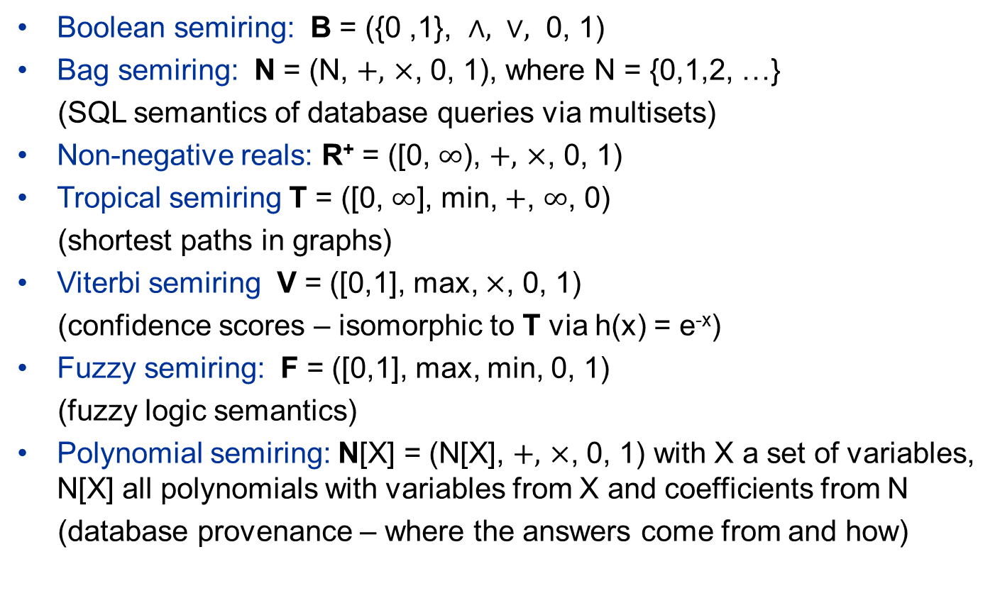 • Boolean semiring: B = ({0 ,1}, ∧, ∨, 0, 1)
• Bag semiring: N = (N, +, ×, 0, 1), where N = {0,1,2, …}
(SQL semantics of database queries via multisets)
• Non-negative reals: R⁺ = ([0, ∞), +, ×, 0, 1)
• Tropical semiring T = ([0, ∞], min, +, ∞, 0)
(shortest paths in graphs)
• Viterbi semiring V = ([0,1], max, ×, 0, 1)
(confidence scores – isomorphic to T via h(x) = e⁻ˣ)
• Fuzzy semiring: F = ([0,1], max, min, 0, 1)
(fuzzy logic semantics)
• Polynomial semiring: N[X] = (N[X], +, ×, 0, 1) with X a set of variables,
N[X] all polynomials with variables from X and coefficients from N
(database provenance – where the answers come from and how)